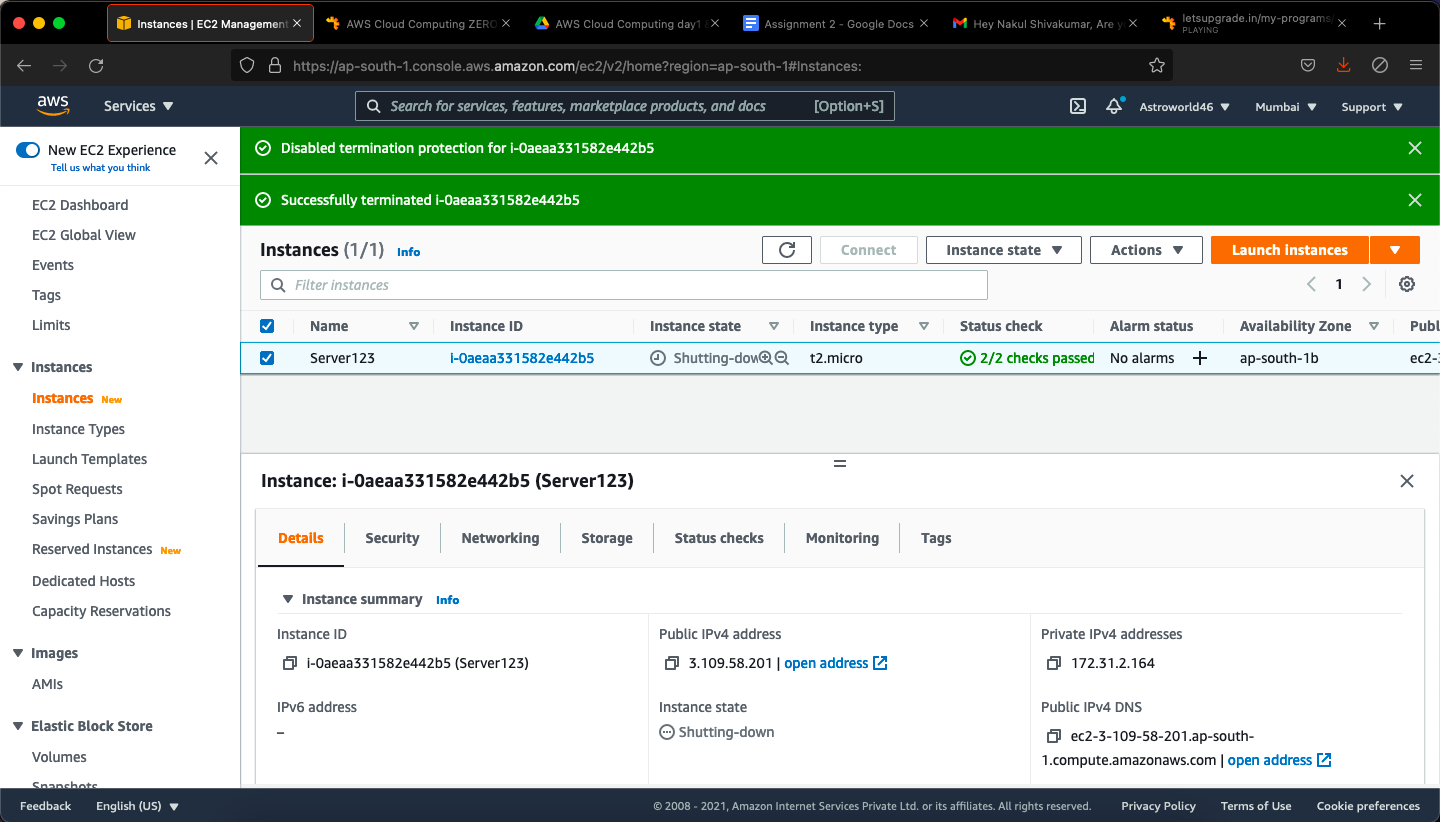 Instances | EC2 Management
AWS Cloud Computing ZERO
AWS Cloud Computing day1
Assignment 2 - Google Docs
Hey Nakul Shivakumar, Are
letsupgrade.in/my-programs/
PLAYING
https://ap-south-1.console.aws.amazon.com/ec2/v2/home?region=ap-south-1#Instances:
aws
Services
Search for services, features, marketplace products, and docs
[Option+S]
Astroworld46
Mumbai
Support
New EC2 Experience
Tell us what you think
EC2 Dashboard
EC2 Global View
Events
Tags
Limits
Instances
Instances New
Instance Types
Launch Templates
Spot Requests
Savings Plans
Reserved Instances New
Dedicated Hosts
Capacity Reservations
Images
AMIs
Elastic Block Store
Volumes
Snapshots
Disabled termination protection for i-0aeaa331582e442b5
Successfully terminated i-0aeaa331582e442b5
Instances (1/1) Info
Connect
Instance state
Actions
Launch instances
Filter instances
1
Name Instance ID Instance state Instance type Status check Alarm status Availability Zone Publ
Server123 i-0aeaa331582e442b5 Shutting-dow t2.micro 2/2 checks passed No alarms + ap-south-1b ec2-3
Instance: i-0aeaa331582e442b5 (Server123)
Details Security Networking Storage Status checks Monitoring Tags
Instance summary Info
Instance ID
i-0aeaa331582e442b5 (Server123)
Public IPv4 address
3.109.58.201 | open address
Private IPv4 addresses
172.31.2.164
IPv6 address
–
Instance state
Shutting-down
Public IPv4 DNS
ec2-3-109-58-201.ap-south-
1.compute.amazonaws.com | open address
Feedback
English (US)
© 2008 - 2021, Amazon Internet Services Private Ltd. or its affiliates. All rights reserved.
Privacy Policy
Terms of Use
Cookie preferences